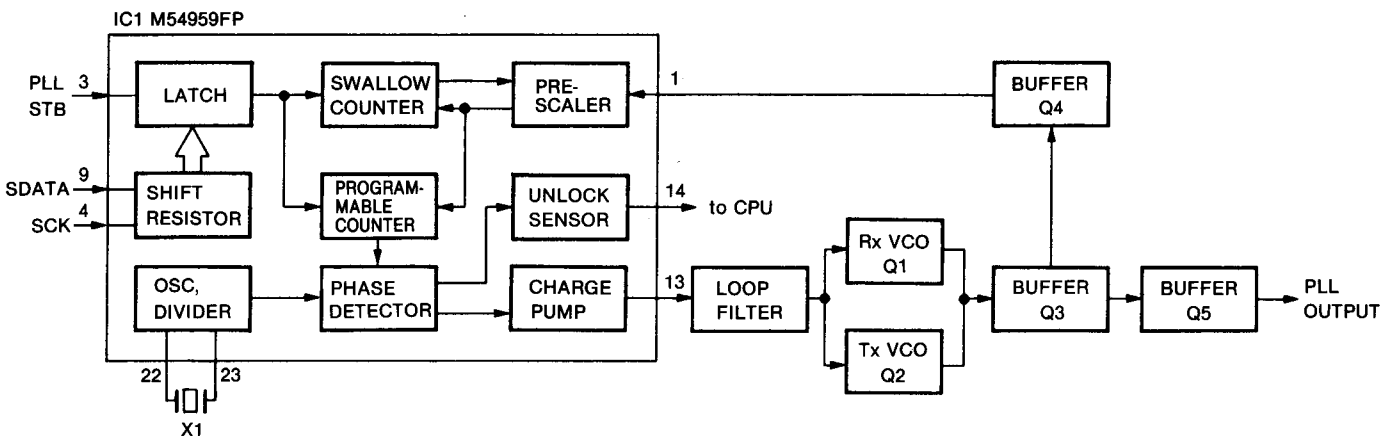 IC1 M54959FP
PLL
STB
3
LATCH
SWALLOW
COUNTER
PRE-
SCALER
1
BUFFER
Q4
SDATA
9
SCK
4
SHIFT
RESISTOR
PROGRAM-
MABLE
COUNTER
UNLOCK
SENSOR
14
to CPU
Rx VCO
Q1
OSC,
DIVIDER
PHASE
DETECTOR
CHARGE
PUMP
13
LOOP
FILTER
BUFFER
Q3
BUFFER
Q5
PLL
OUTPUT
Tx VCO
Q2
22
23
X1